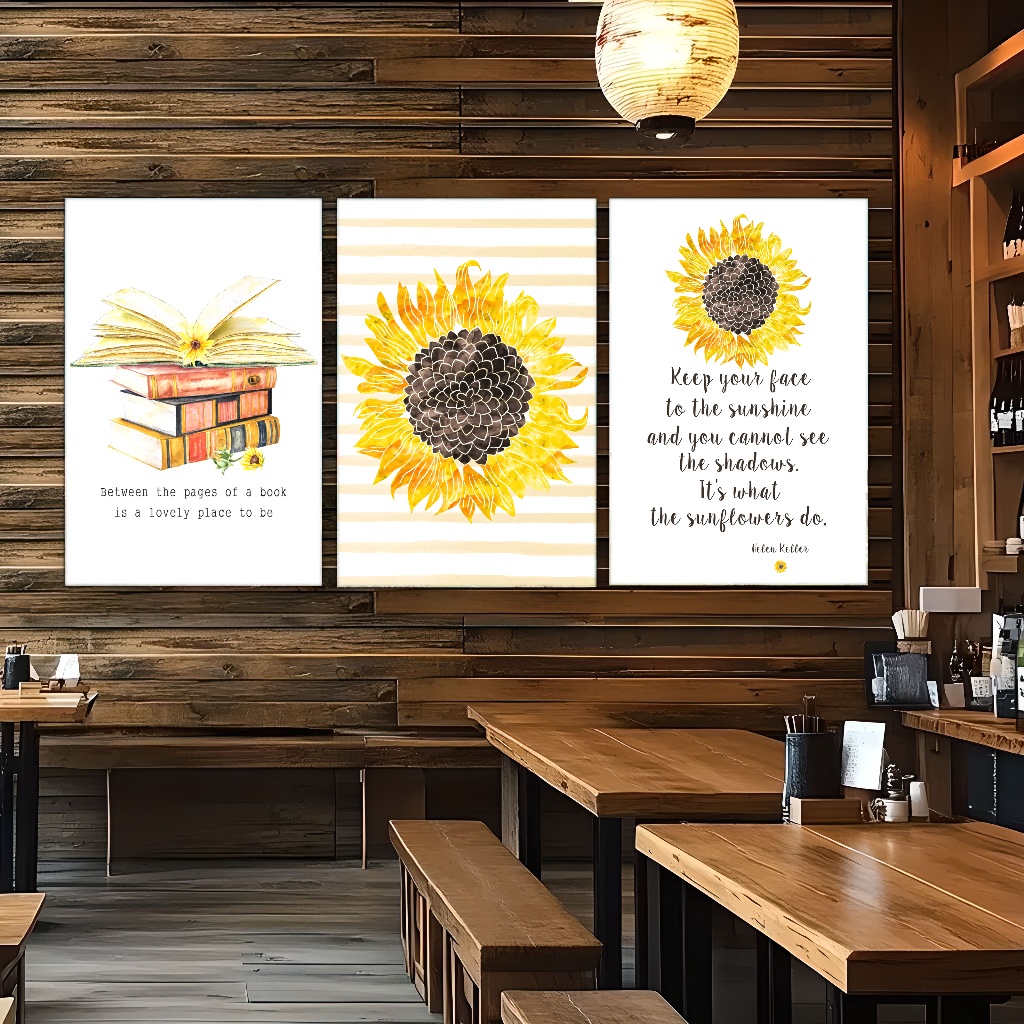 Between the pages of a book
is a lovely place to be
Keep your face
to the sunshine
and you cannot see
the shadows.
It's what
the sunflowers do.
Helen Keller